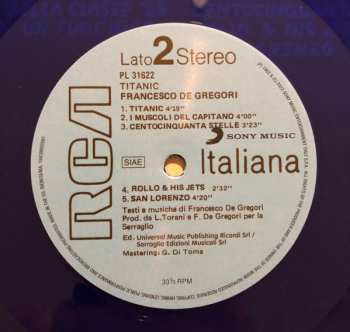 Lato 2 Stereo
PL 31622
TITANIC
FRANCESCO DE GREGORI
1. TITANIC 4'19''
2. I MUSCOLI DEL CAPITANO 4'00''
3. CENTOCINQUANTA STELLE 3'23''
SONY MUSIC
RCA
SIAE
Italiana
4. ROLLO & HIS JETS 2'32''
5. SAN LORENZO 4'20''
Testi e musiche di Francesco De Gregori
Prod. da L.Torani e F. De Gregori per la
Serraglio
Ed. Universal Music Publishing Ricordi Srl /
Serraglio Edizioni Musicali Srl
Mastering: G. Di Toma
33⅓ RPM